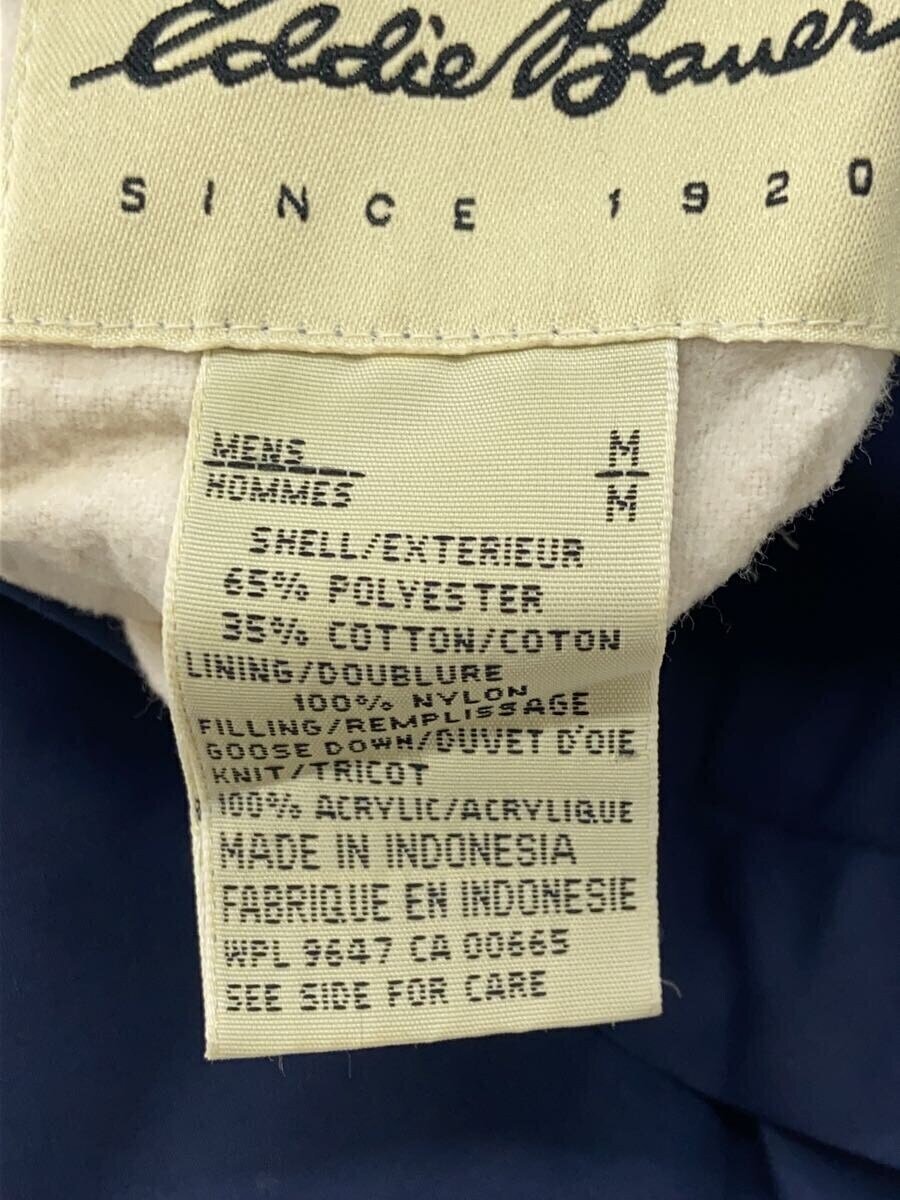 Eddie Bauer
SINCE 1920
MENS M
HOMMES M
SHELL/EXTERIEUR
65% POLYESTER
35% COTTON/COTON
LINING/DOUBLURE
100% NYLON
FILLING/REMPLISSAGE
GOOSE DOWN/DUVET D'OIE
KNIT/TRICOT
100% ACRYLIC/ACRYLIQUE
MADE IN INDONESIA
FABRIQUE EN INDONESIE
WPL 9647 CA 00665
SEE SIDE FOR CARE